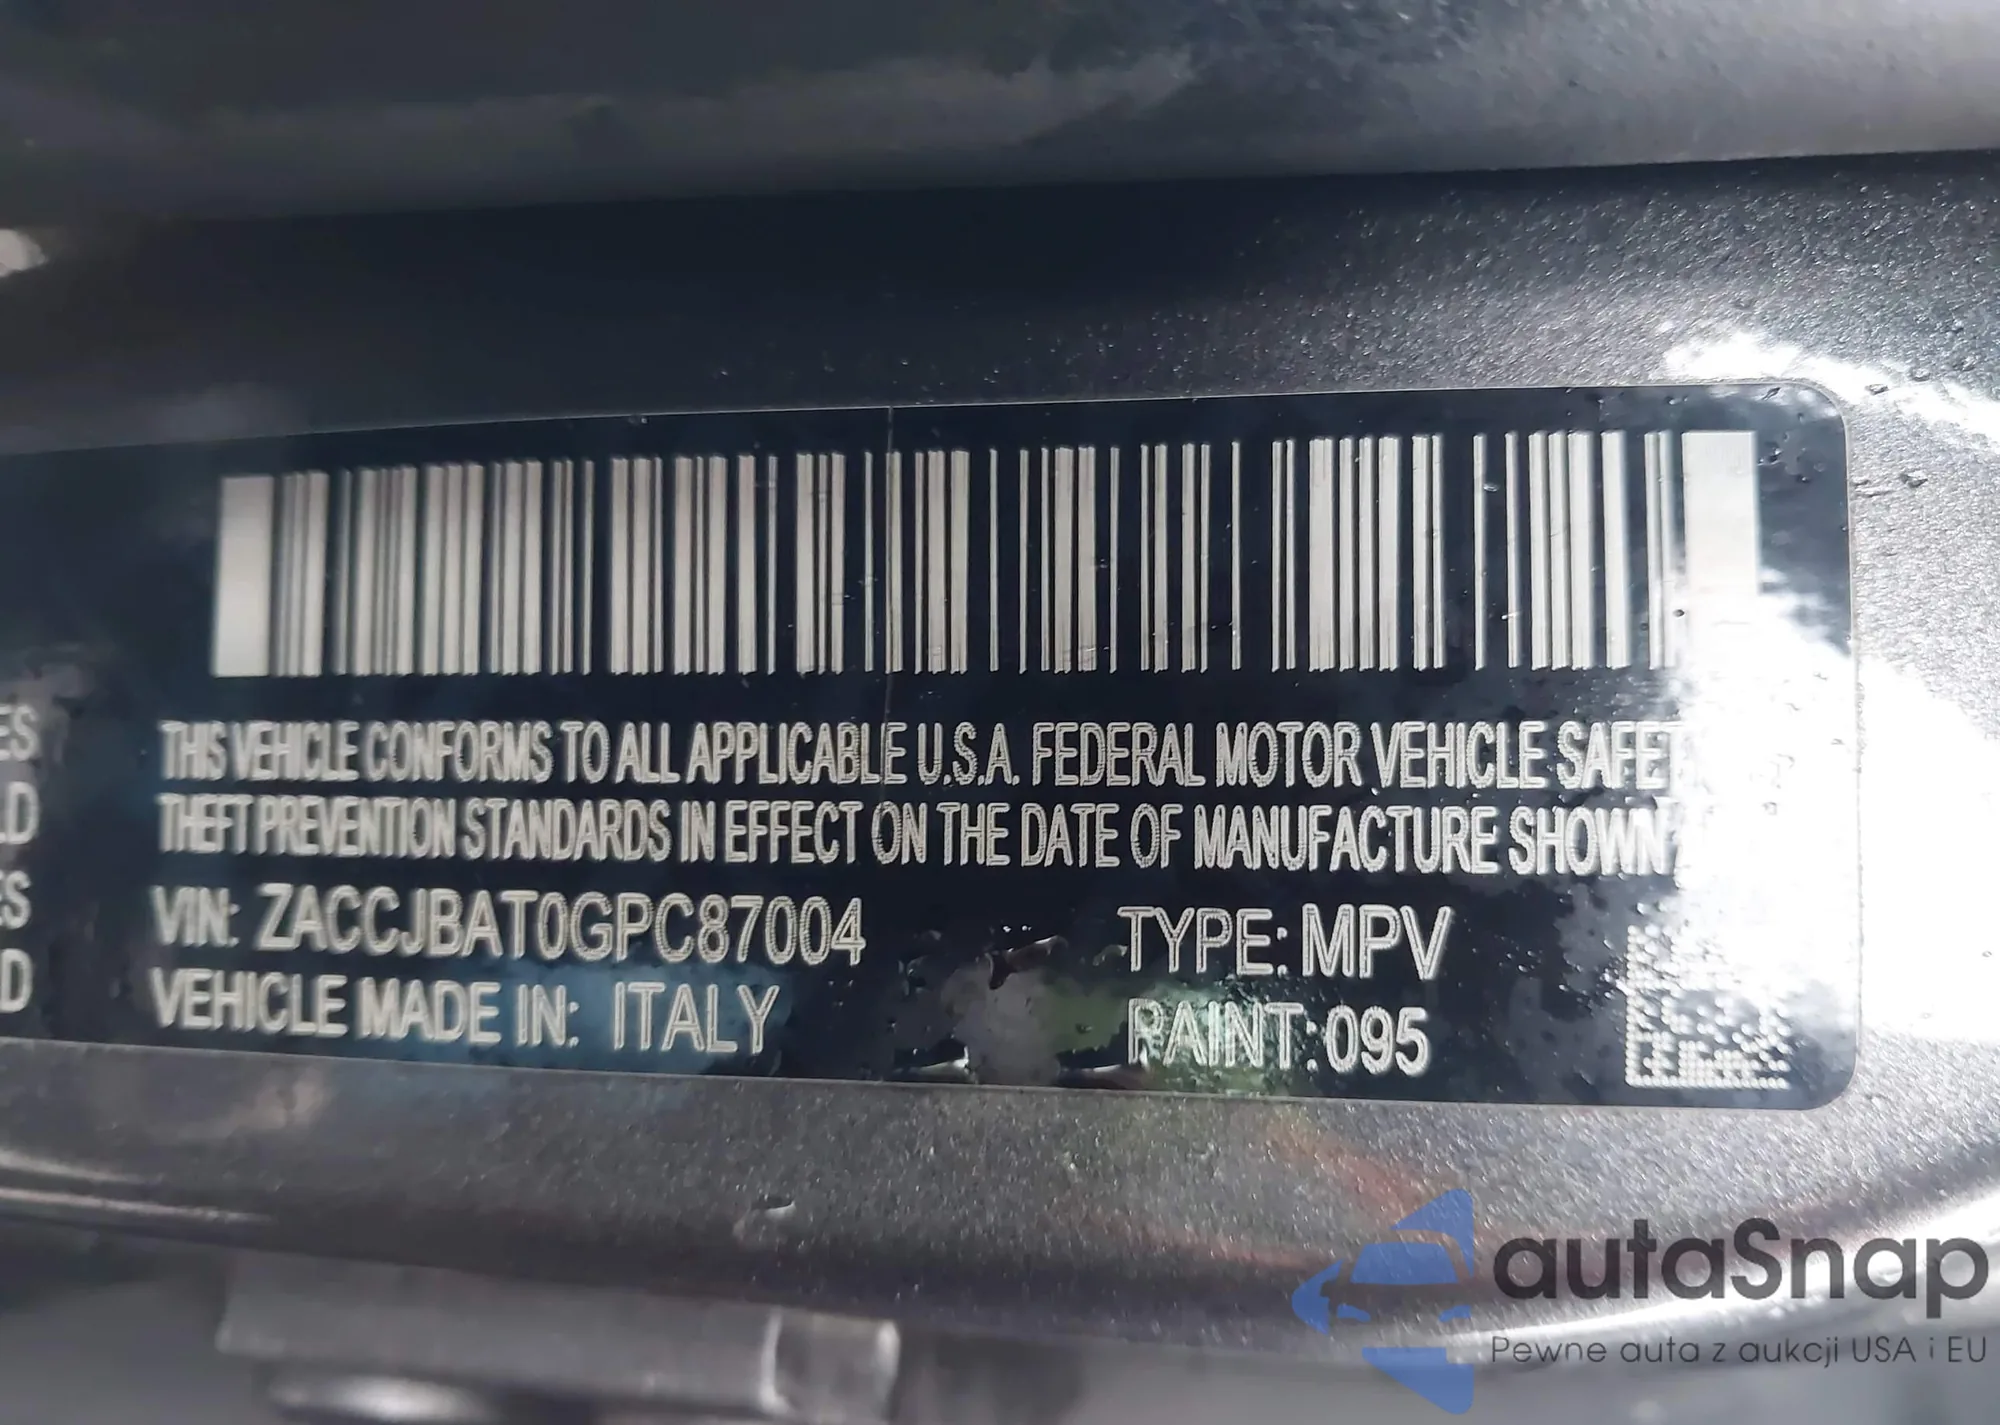 ES
LD
ES
D
THIS VEHICLE CONFORMS TO ALL APPLICABLE U.S.A. FEDERAL MOTOR VEHICLE SAFET
THEFT PREVENTION STANDARDS IN EFFECT ON THE DATE OF MANUFACTURE SHOWN
VIN: ZACCJBAT0GPC87004 TYPE: MPV
VEHICLE MADE IN: ITALY PAINT: 095
autaSnap
Pewne auta z aukcji USA i EU